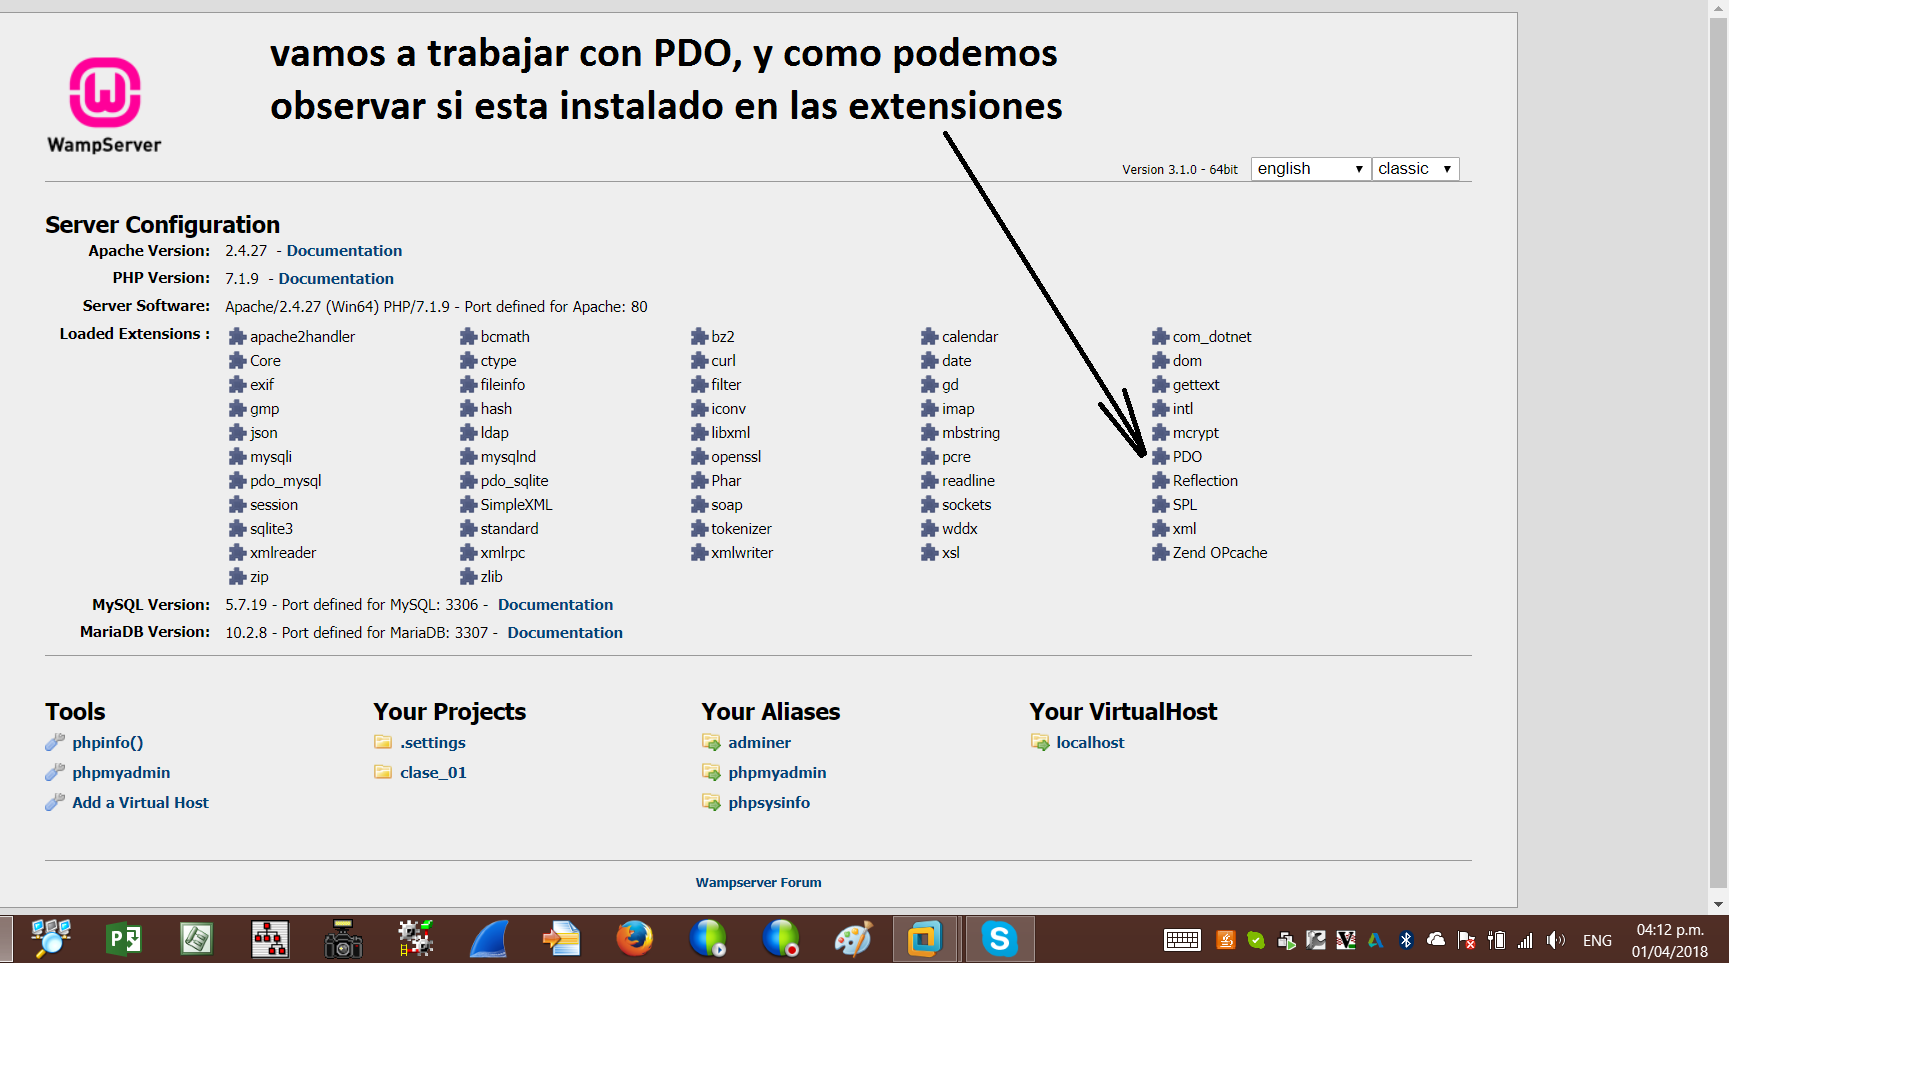 vamos a trabajar con PDO, y como podemos
observar si esta instalado en las extensiones
WampServer
Version 3.1.0 - 64bit english classic
Server Configuration
Apache Version: 2.4.27 - Documentation
PHP Version: 7.1.9 - Documentation
Server Software: Apache/2.4.27 (Win64) PHP/7.1.9 - Port defined for Apache: 80
Loaded Extensions : apache2handler bcmath bz2 calendar com_dotnet
Core ctype curl date dom
exif fileinfo filter gd gettext
gmp hash iconv imap intl
json ldap libxml mbstring mcrypt
mysqli mysqlnd openssl pcre PDO
pdo_mysql pdo_sqlite Phar readline Reflection
session SimpleXML soap sockets SPL
sqlite3 standard tokenizer wddx xml
xmlreader xmlrpc xmlwriter xsl Zend OPcache
zip zlib
MySQL Version: 5.7.19 - Port defined for MySQL: 3306 - Documentation
MariaDB Version: 10.2.8 - Port defined for MariaDB: 3307 - Documentation
Tools
phpinfo()
phpmyadmin
Add a Virtual Host
Your Projects
.settings
clase_01
Your Aliases
adminer
phpmyadmin
phpsysinfo
Your VirtualHost
localhost
Wampserver Forum
ENG
04:12 p.m.
01/04/2018